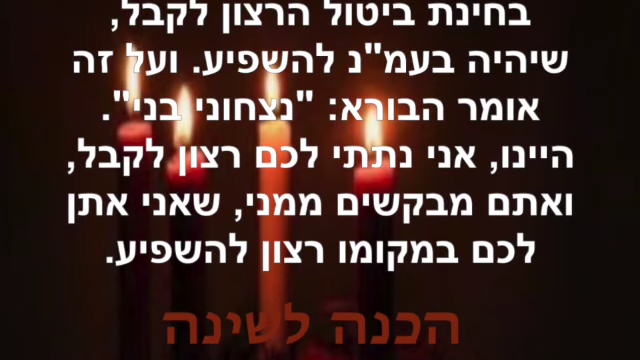 בחינת ביטול הרצון לקבל,
שיהיה בעמ"נ להשפיע. ועל זה
אומר הבורא: "נצחוני בני".
היינו, אני נתתי לכם רצון לקבל,
ואתם מבקשים ממני, שאני אתן
לכם במקומו רצון להשפיע.
הכנה לשינה